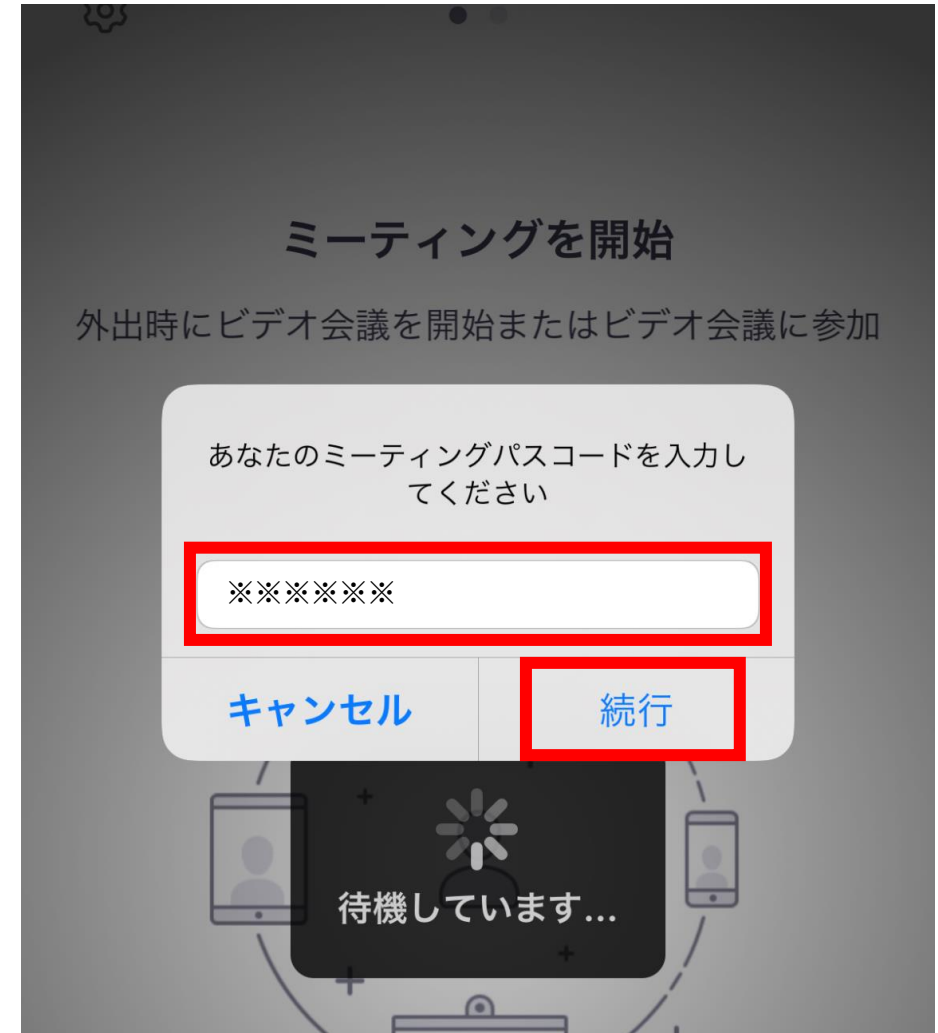 ミーティングを開始
外出時にビデオ会議を開始またはビデオ会議に参加
あなたのミーティングパスコードを入力し
てください
※※※※※※
キャンセル
続行
待機しています...